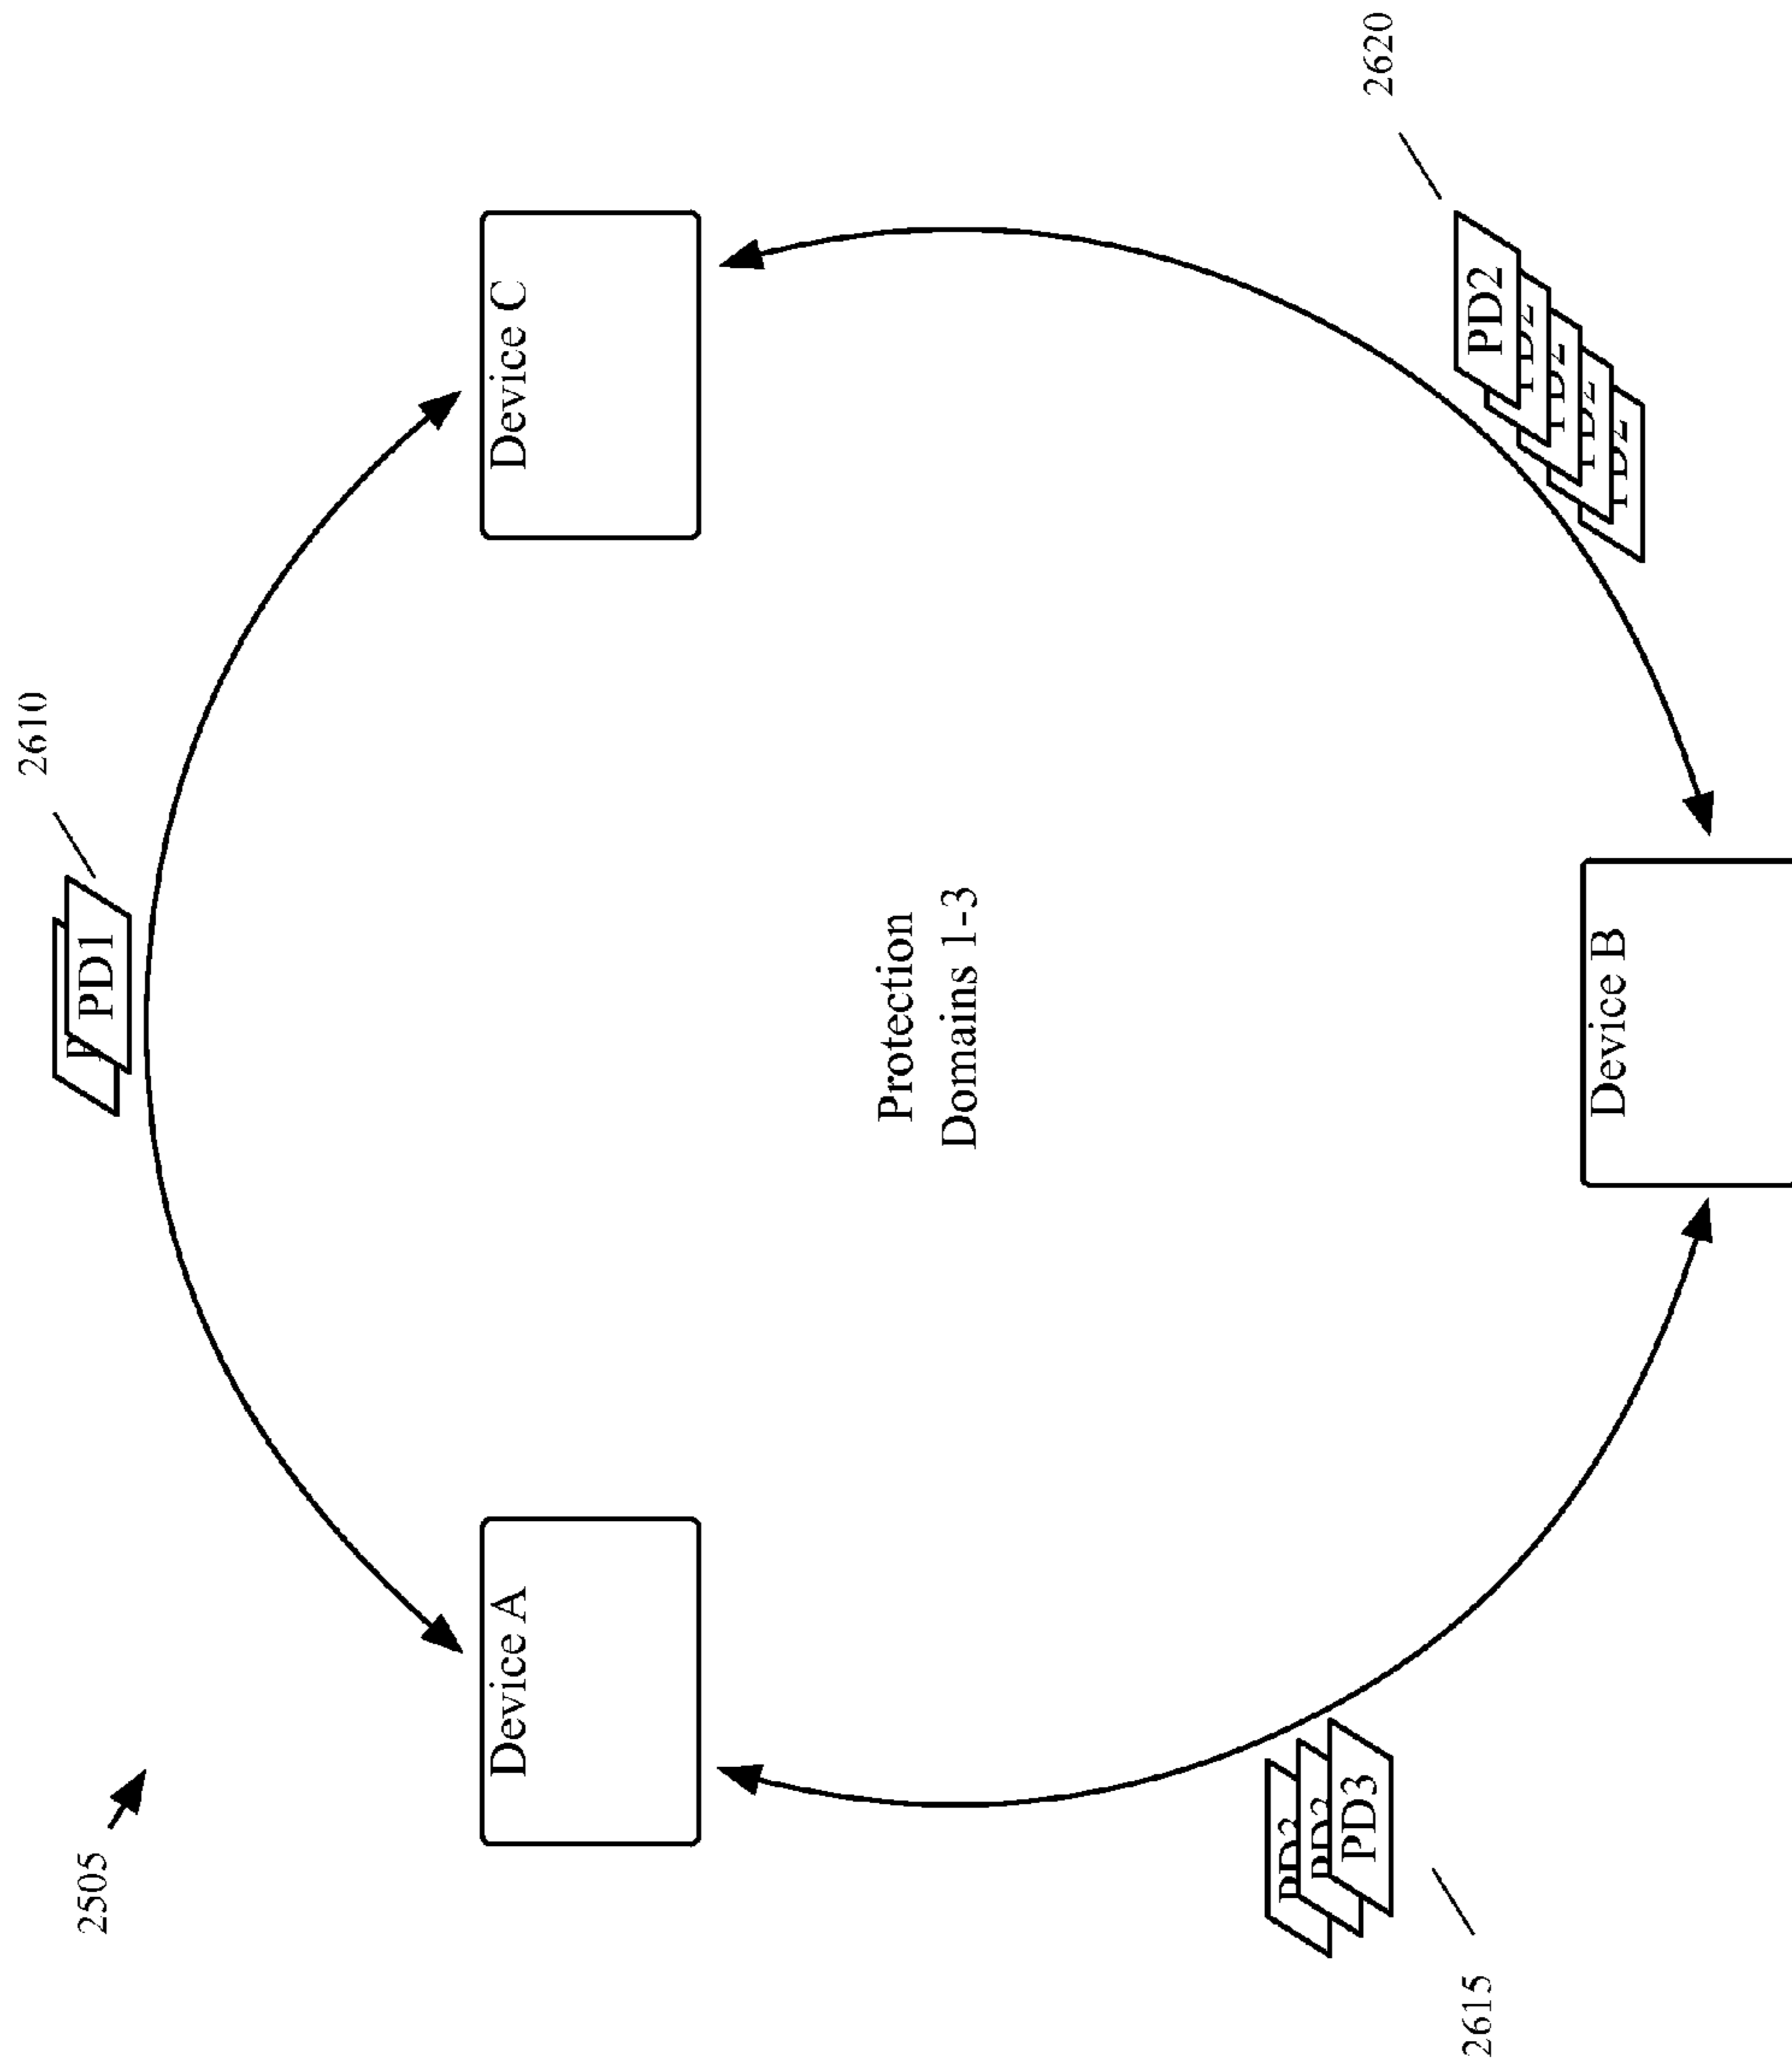 2610
2505
PD1
Device A
Device C
Protection
Domains 1-3
PD3
2620
2615
PD2
Device B